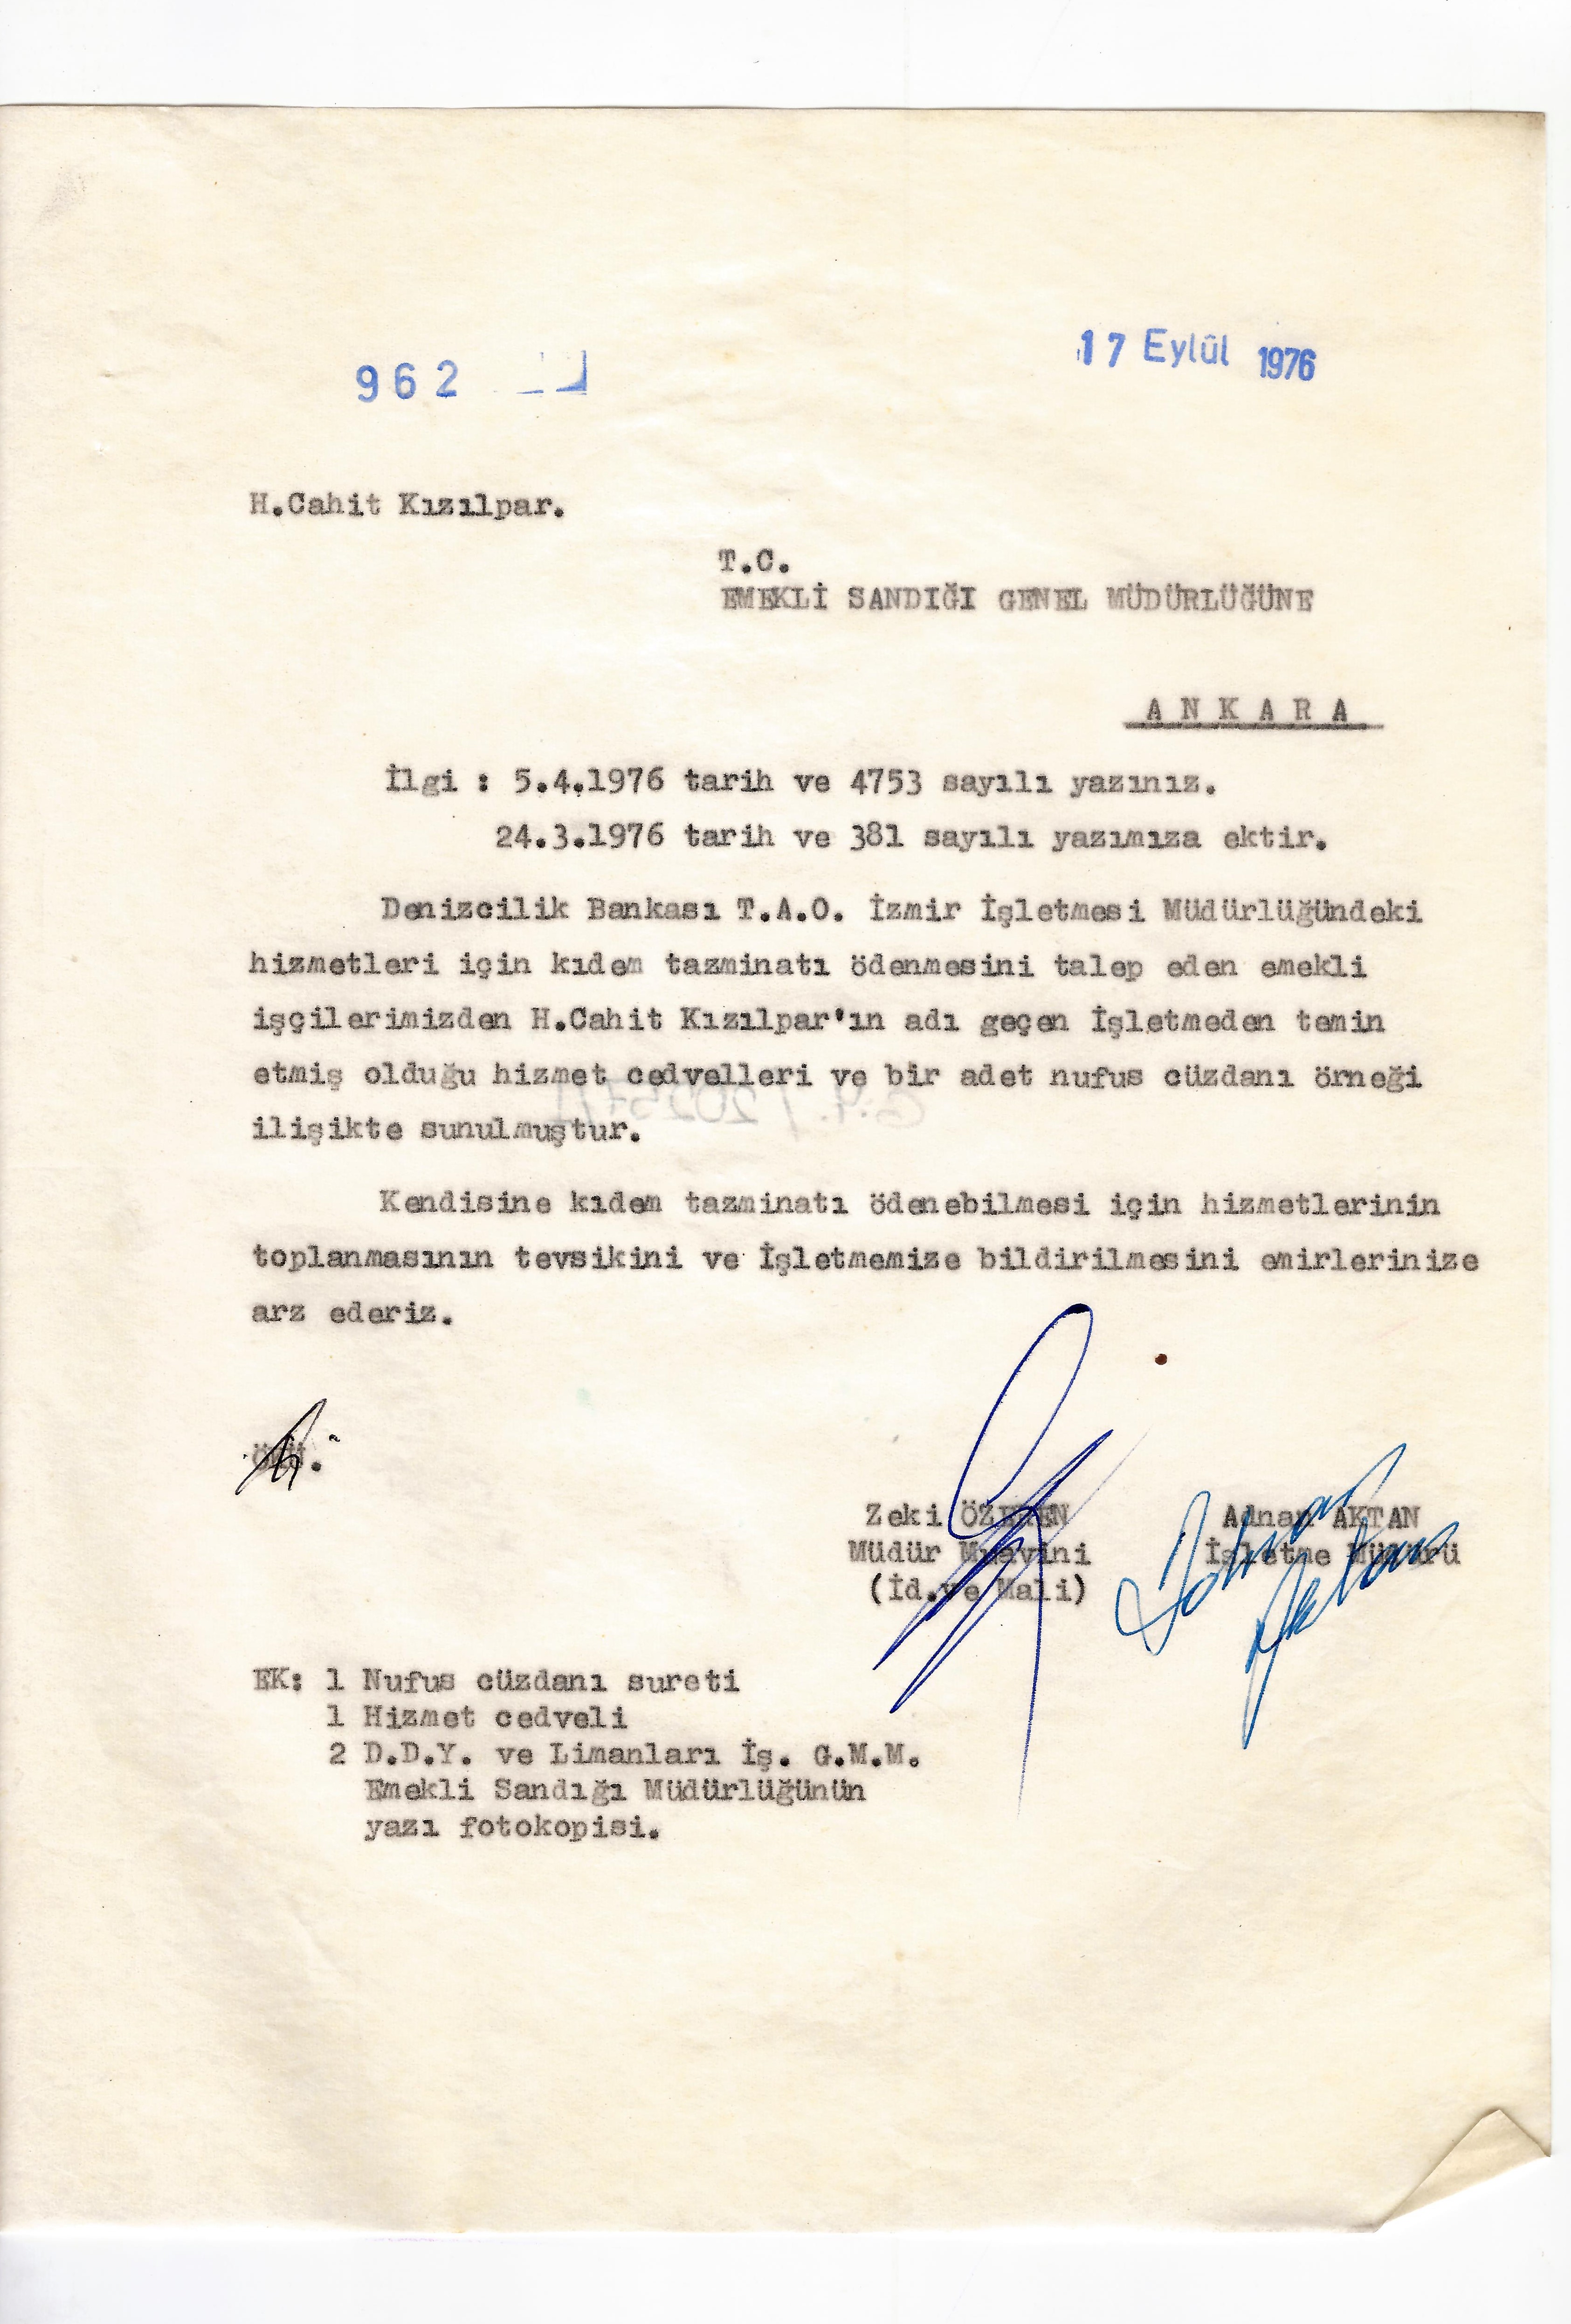 962
17 Eylül 1976
H.Cahit Kızılpar.
T.C.
EMEKLİ SANDIĞI GENEL MÜDÜRLÜĞÜNE
ANKARA
İlgi : 5.4.1976 tarih ve 4753 sayılı yazınız.
24.3.1976 tarih ve 381 sayılı yazımıza ektir.
Denizcilik Bankası T.A.O. İzmir İşletmesi Müdürlüğündeki
hizmetleri için kıdem tazminatı ödenmesini talep eden emekli
işçilerimizden H.Cahit Kızılpar'ın adı geçen İşletmeden temin
etmiş olduğu hizmet cedvelleri ve bir adet nufus cüzdanı örneği
ilişikte sunulmuştur.
Kendisine kıdem tazminatı ödenebilmesi için hizmetlerinin
toplanmasının tevsikini ve İşletmemize bildirilmesini emirlerinize
arz ederiz.
Zeki ÖZEREN
Müdür Muavini
(İd.ve Mali)
Adnan AKTAN
İşletme Müdürü
Adnan
Aktan
EK: 1 Nufus cüzdanı sureti
1 Hizmet cedveli
2 D.D.Y. ve Limanları İş. G.M.M.
Emekli Sandığı Müdürlüğünün
yazı fotokopisi.